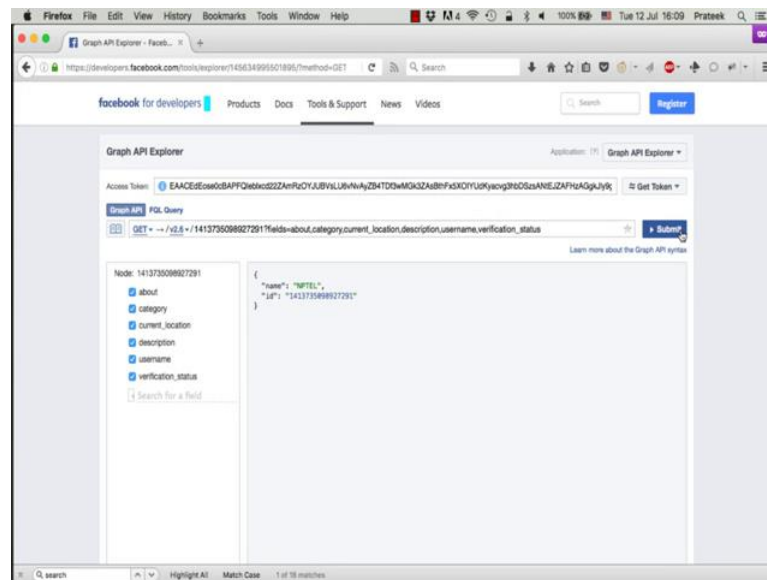 Firefox File Edit View History Bookmarks Tools Window Help 4 100% Tue 12 Jul 16:09 Prateek
Graph API Explorer - Faceb... × +
https://developers.facebook.com/tools/explorer/145634995501895/?method=GET Search
facebook for developers Products Docs Tools & Support News Videos Search Register
Graph API Explorer Application: [?] Graph API Explorer
Access Token: Get Token
Graph API FQL Query
GET → /v2.6 /1413735098927291?fields=about,category,current_location,description,username,verification_status Submit
Learn more about the Graph API syntax
Node: 1413735098927291
about
category
current_location
description
username
verification_status
Search for a field
{
"name": "NPTEL",
"id": "1413735098927291"
}
search Highlight All Match Case 1 of 18 matches